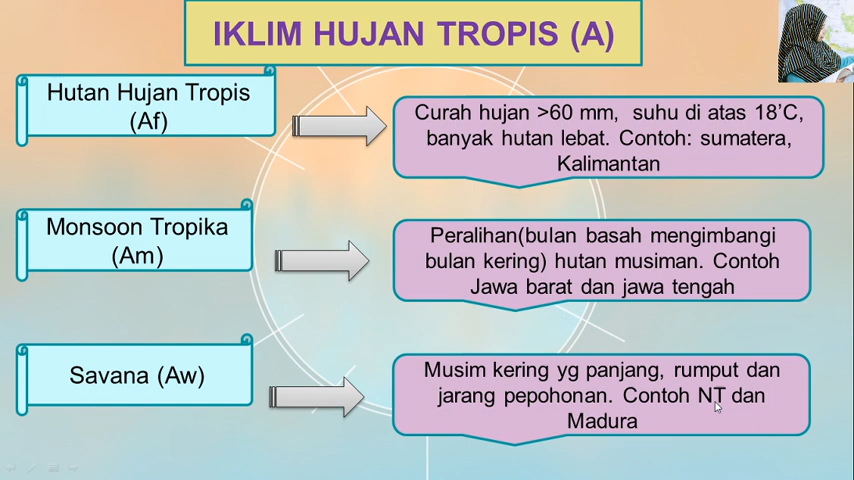 IKLIM HUJAN TROPIS (A)
Hutan Hujan Tropis
(Af)
Curah hujan >60 mm, suhu di atas 18’C,
banyak hutan lebat. Contoh: sumatera,
Kalimantan
Monsoon Tropika
(Am)
Peralihan(bulan basah mengimbangi
bulan kering) hutan musiman. Contoh
Jawa barat dan jawa tengah
Savana (Aw)
Musim kering yg panjang, rumput dan
jarang pepohonan. Contoh NT dan
Madura